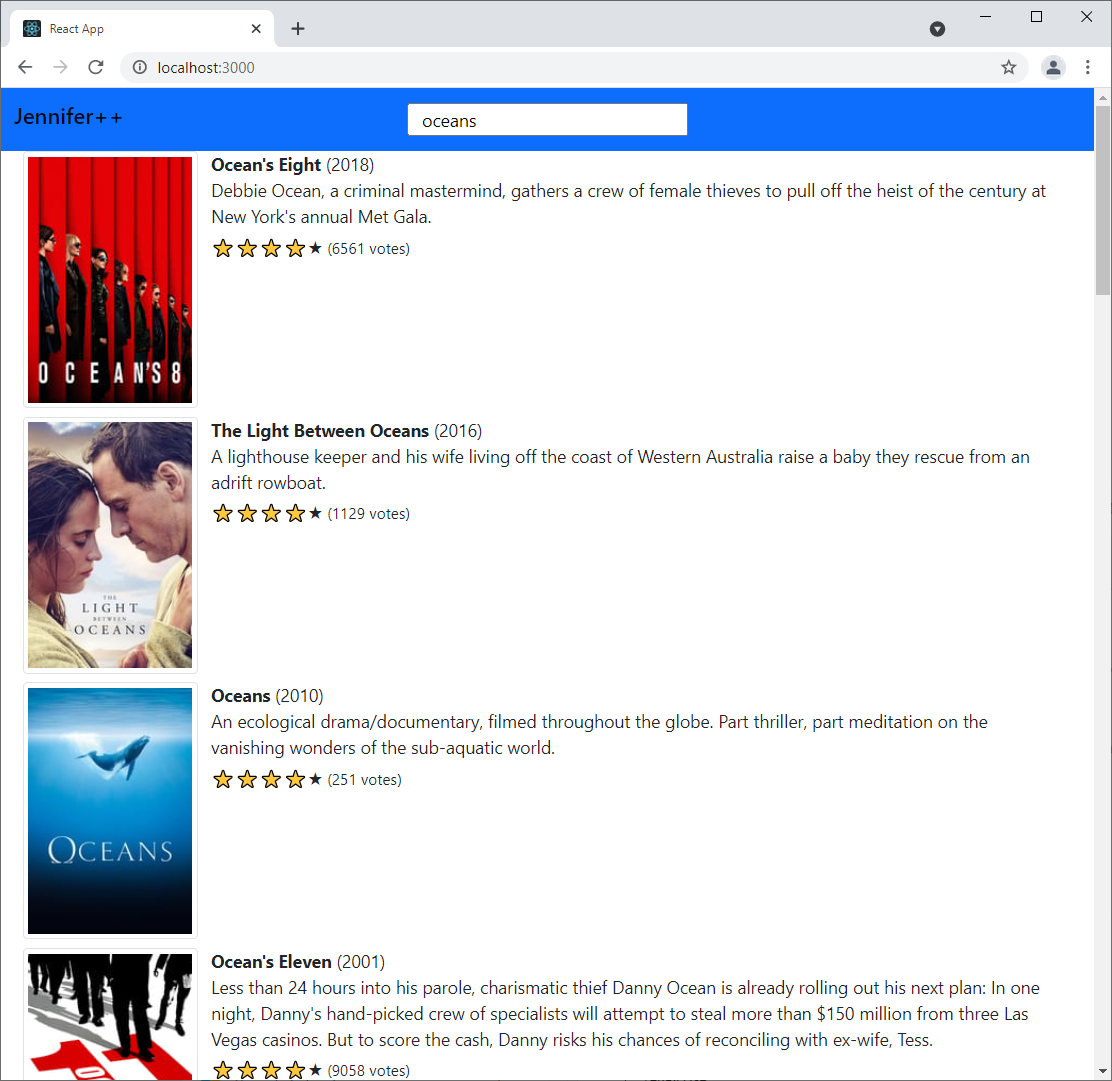 React App
localhost:3000
Jennifer++
oceans
Ocean's Eight (2018)
Debbie Ocean, a criminal mastermind, gathers a crew of female thieves to pull off the heist of the century at
New York's annual Met Gala.
(6561 votes)
OCEAN'S 8
The Light Between Oceans (2016)
A lighthouse keeper and his wife living off the coast of Western Australia raise a baby they rescue from an
adrift rowboat.
(1129 votes)
THE
LIGHT
BETWEEN
OCEANS
Oceans (2010)
An ecological drama/documentary, filmed throughout the globe. Part thriller, part meditation on the
vanishing wonders of the sub-aquatic world.
(251 votes)
OCEANS
Ocean's Eleven (2001)
Less than 24 hours into his parole, charismatic thief Danny Ocean is already rolling out his next plan: In one
night, Danny's hand-picked crew of specialists will attempt to steal more than $150 million from three Las
Vegas casinos. But to score the cash, Danny risks his chances of reconciling with ex-wife, Tess.
(9058 votes)